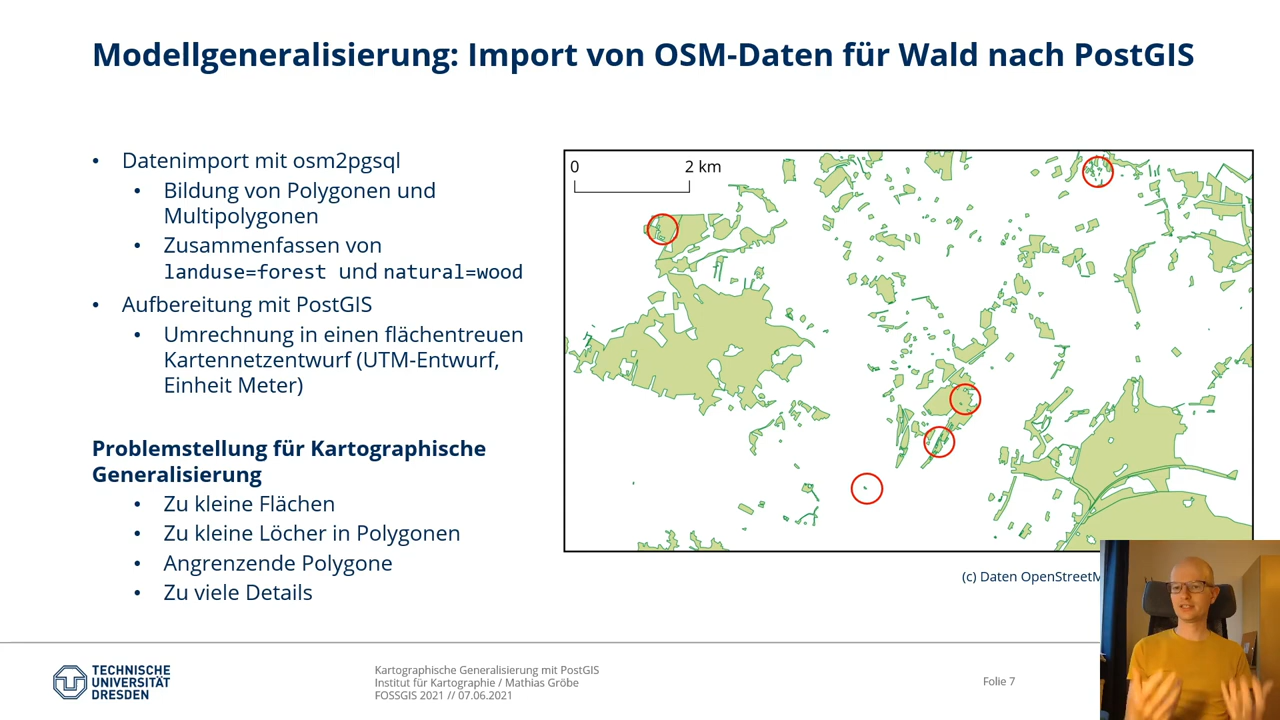 Modellgeneralisierung: Import von OSM-Daten für Wald nach PostGIS
• Datenimport mit osm2pgsql
• Bildung von Polygonen und
Multipolygonen
• Zusammenfassen von
landuse=forest und natural=wood
• Aufbereitung mit PostGIS
• Umrechnung in einen flächentreuen
Kartennetzentwurf (UTM-Entwurf,
Einheit Meter)
Problemstellung für Kartographische
Generalisierung
• Zu kleine Flächen
• Zu kleine Löcher in Polygonen
• Angrenzende Polygone
• Zu viele Details
0 2 km
(c) Daten OpenStreetM
TECHNISCHE
UNIVERSITÄT
DRESDEN
Kartographische Generalisierung mit PostGIS
Institut für Kartographie / Mathias Gröbe
FOSSGIS 2021 // 07.06.2021
Folie 7